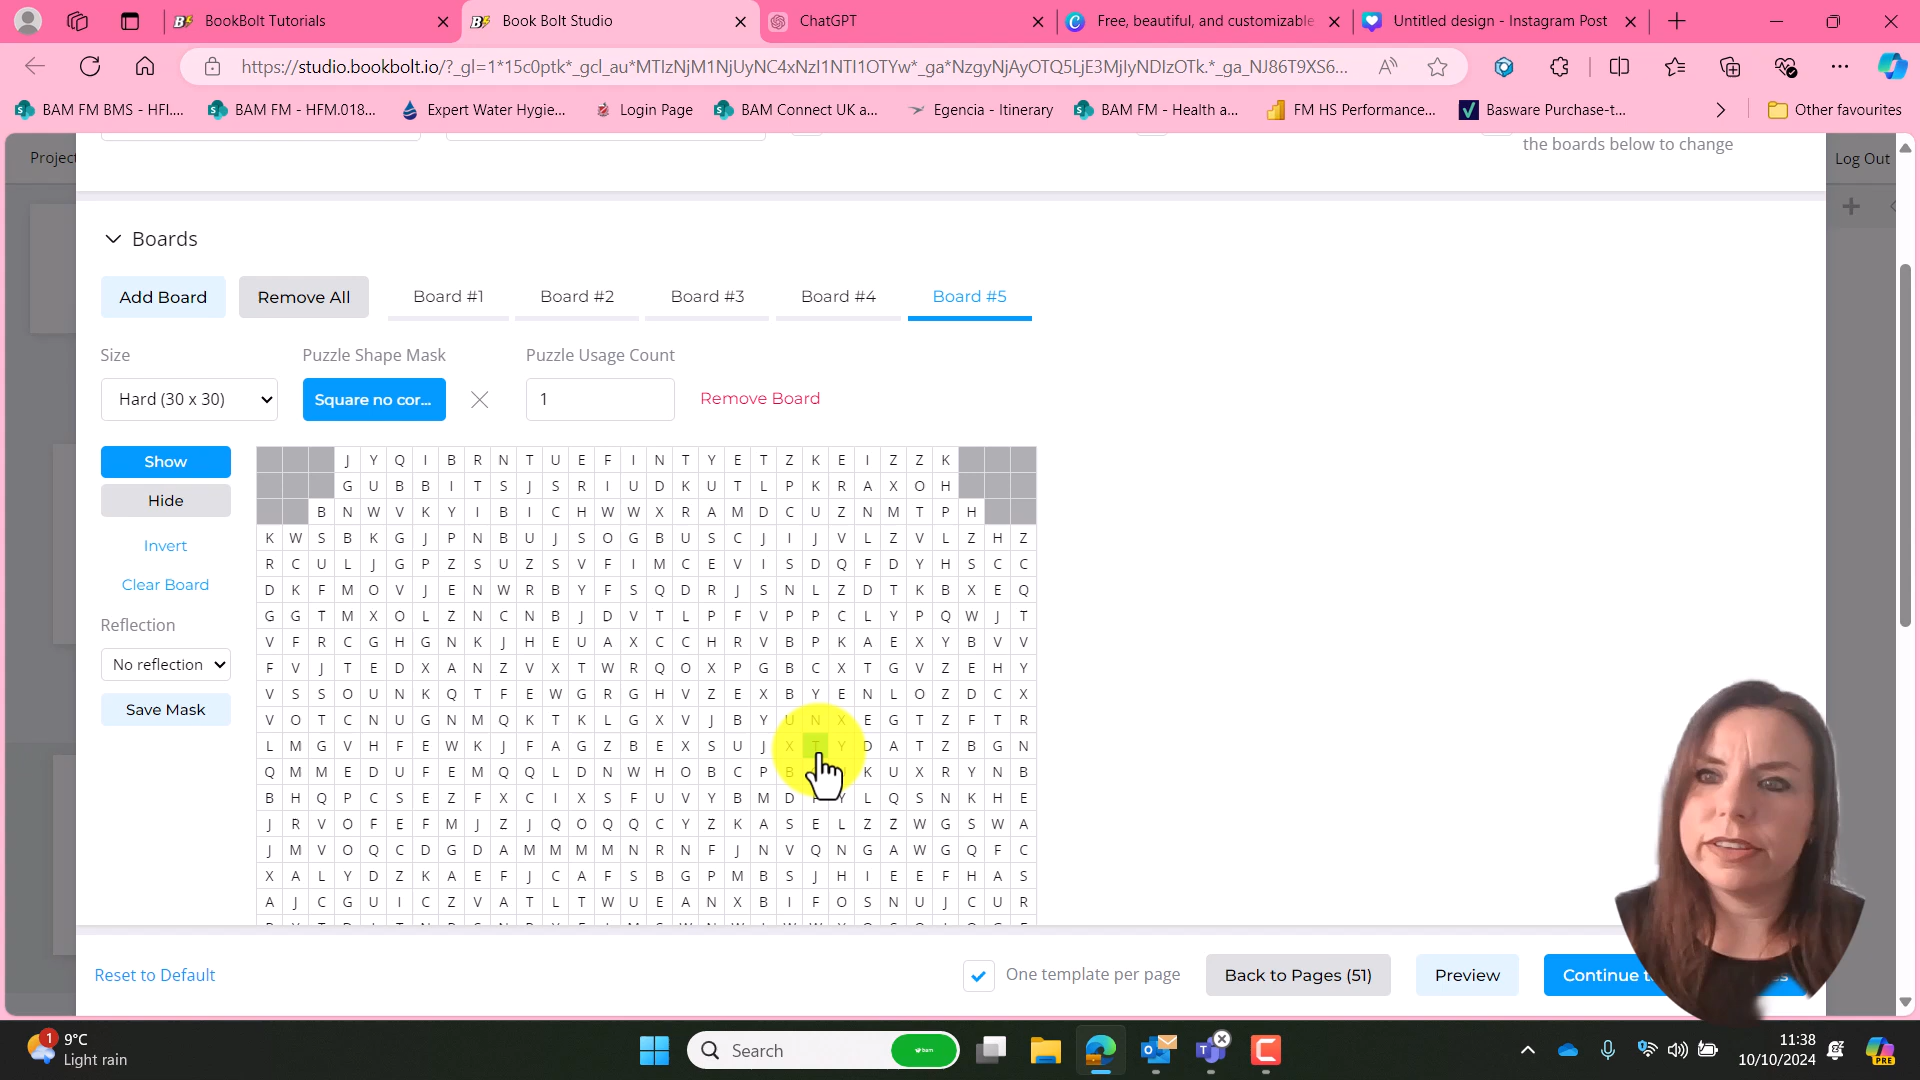 BookBolt Tutorials
Book Bolt Studio
ChatGPT
Free, beautiful, and customizable
Untitled design - Instagram Post
https://studio.bookbolt.io/?_gl=1*15c0ptk*_gcl_au*MTIzNjM1NjUyNC4xNzI1NTI1OTYw*_ga*NzgyNjAyOTQ5LjE3MjIyNDIzOTk.*_ga_NJ86T9XS6...
BAM FM BMS - HFI....
BAM FM - HFM.018...
Expert Water Hygie...
Login Page
BAM Connect UK a...
Egencia - Itinerary
BAM FM - Health a...
FM HS Performance...
Basware Purchase-t...
Other favourites
Project
the boards below to change
Log Out
Boards
Add Board
Remove All
Board #1
Board #2
Board #3
Board #4
Board #5
Size
Puzzle Shape Mask
Puzzle Usage Count
Hard (30 x 30)
Square no cor...
1
Remove Board
Show
Hide
Invert
Clear Board
Reflection
No reflection
Save Mask
J Y Q I B R N T U E F I N T Y E T Z K E I Z Z K
G U B B I T S J S R I U D K U T L P K R A X O H
B N W V K Y I B I C H W W X R A M D C U Z N M T P H
K W S B K G J P N B U J S O G B U S C J I J V L Z V L Z H Z
R C U L J G P Z S U Z S V F I M C E V I S D Q F D Y H S C C
D K F M O V J E N W R B Y F S Q D R J S N L Z D T K B X E Q
G G T M X O L Z N C N B J D V T L P F V P P C L Y P Q W J T
V F R C G H G N K J H E U A X C C H R V B P K A E X Y B V V
F V J T E D X A N Z V X T W R Q O X P G B C X T G V Z E H Y
V S S O U N K Q T F E W G R G H V Z E X B Y E N L O Z D C X
V O T C N U G N M Q K T K L G X V J B Y U N X E G T Z F T R
L M G V H F E W K J F A G Z B E X S U J X T Y D A T Z B G N
Q M M E D U F E M Q Q L D N W H O B C P B K U X R Y N B
B H Q P C S E Z F X C I X S F U V Y B M D Y L Q S N K H E
J R V O F E F M J Z J Q O Q Q C Y Z K A S E L Z Z W G S W A
J M V O Q C D G D A M M M M N R N F J N V Q N G A W G Q F C
X A L Y D Z K A E F J C A F S B G P M B S J H I E E F H A S
A J C G U I C Z V A T L T W U E A N X B I F O S N U J C U R
Reset to Default
One template per page
Back to Pages (51)
Preview
Continue
1
9°C
Light rain
Search
bam
11:38
10/10/2024
PRE